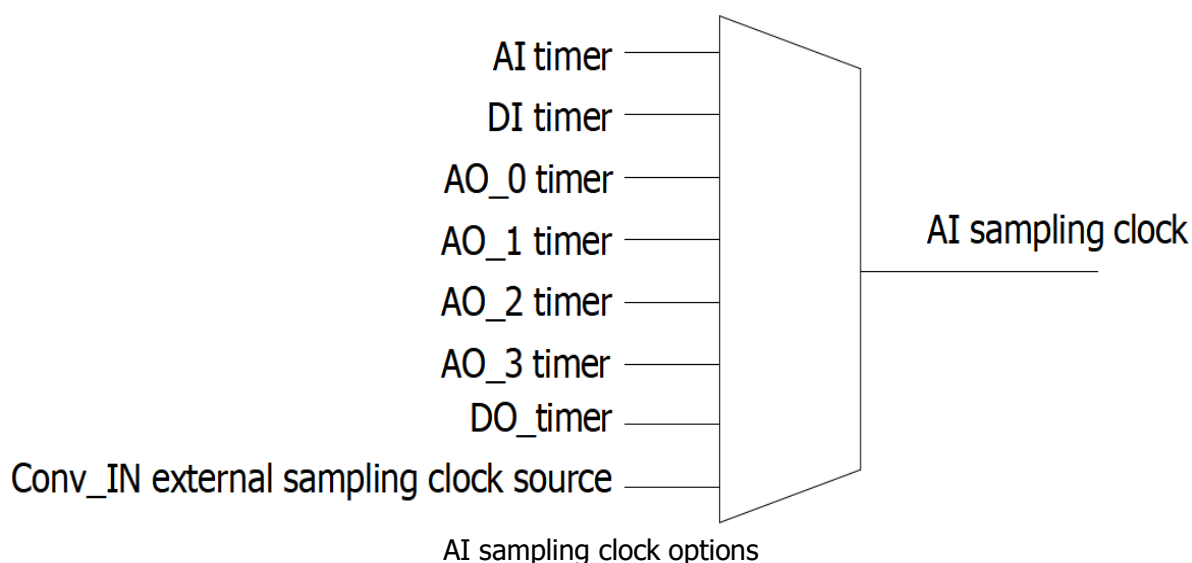 AI timer
DI timer
AO_0 timer
AO_1 timer
AI sampling clock
AO_2 timer
AO_3 timer
DO_timer
Conv_IN external sampling clock source
AI sampling clock options